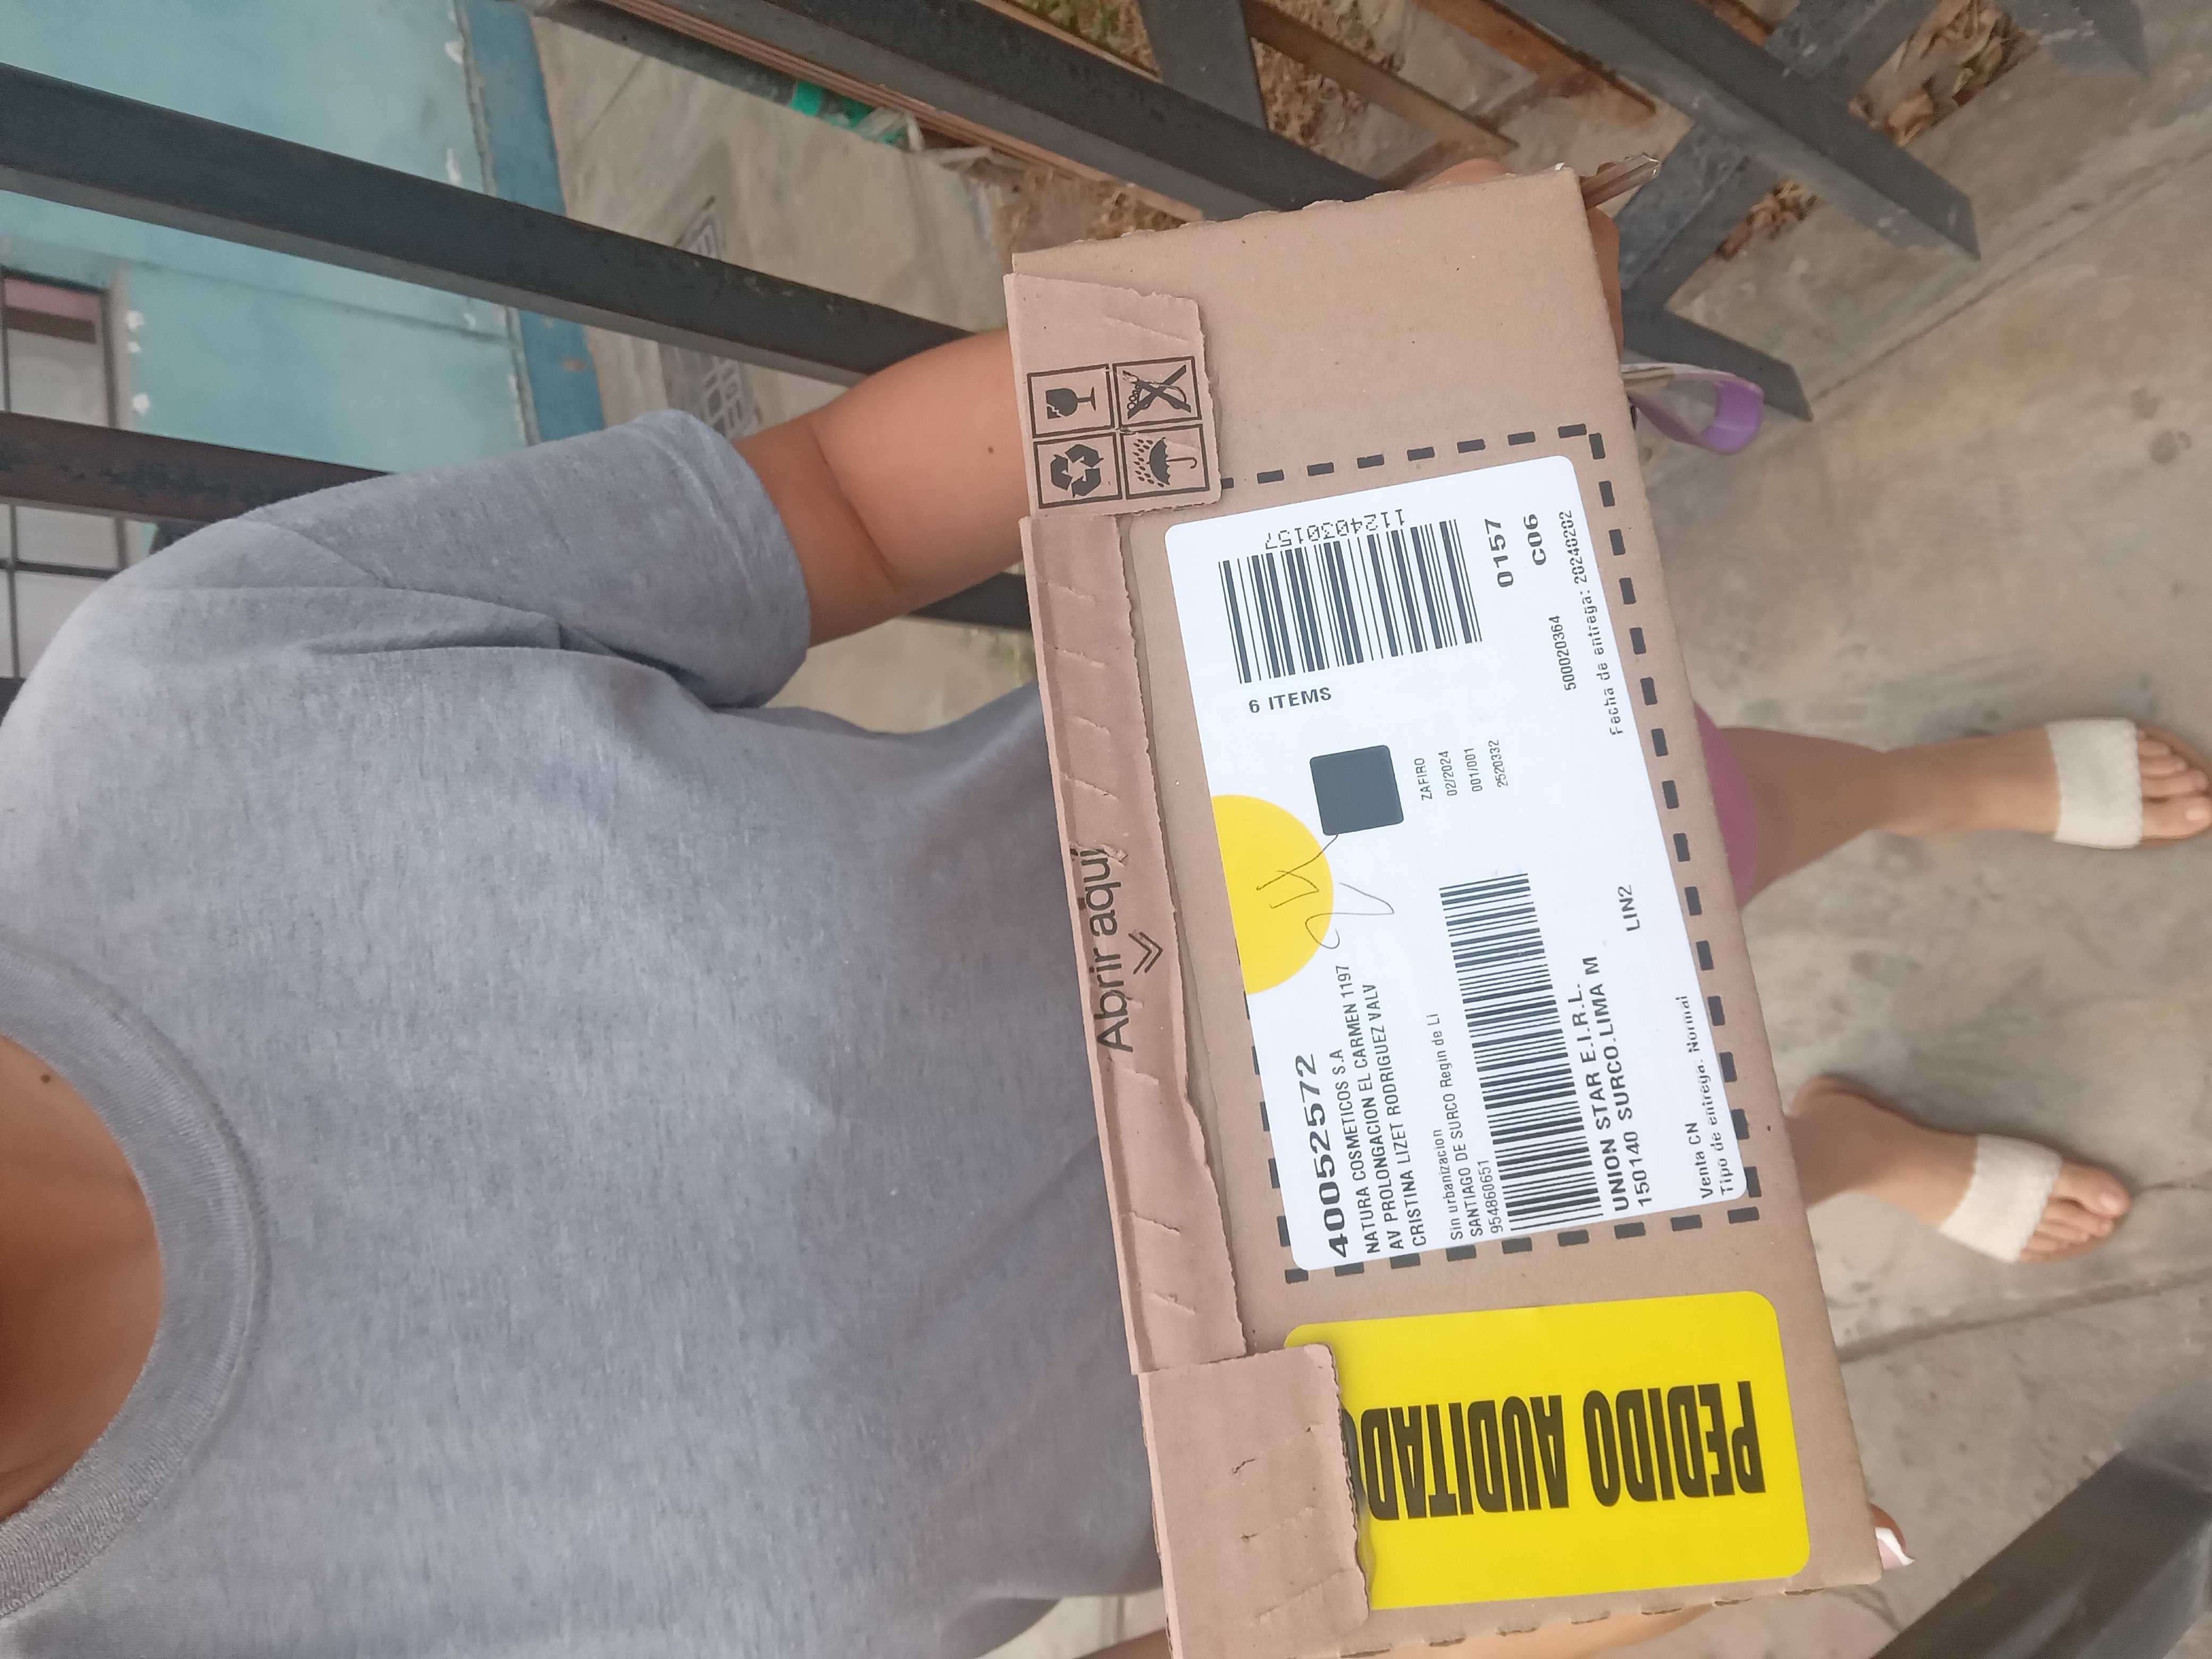 Abrir aquí
40052572
NATURA COSMETICOS S.A
AV PROLONGACION EL CARMEN 1197
CRISTINA LIZET RODRIGUEZ VALV
Sin urbanizacion
SANTIAGO DE SURCO Regin de LI
954860651
UNION STAR E.I.R.L.
150140 SURCO.LIMA M
LIN2
Venta CN
Tipo de entrega. Normal
ZAFIRO
02/2024
001/001
2520332
6 ITEMS
1124030157
0157
C06
500020364
Fecha de entrega: 20240202
PEDIDO AUDITADO